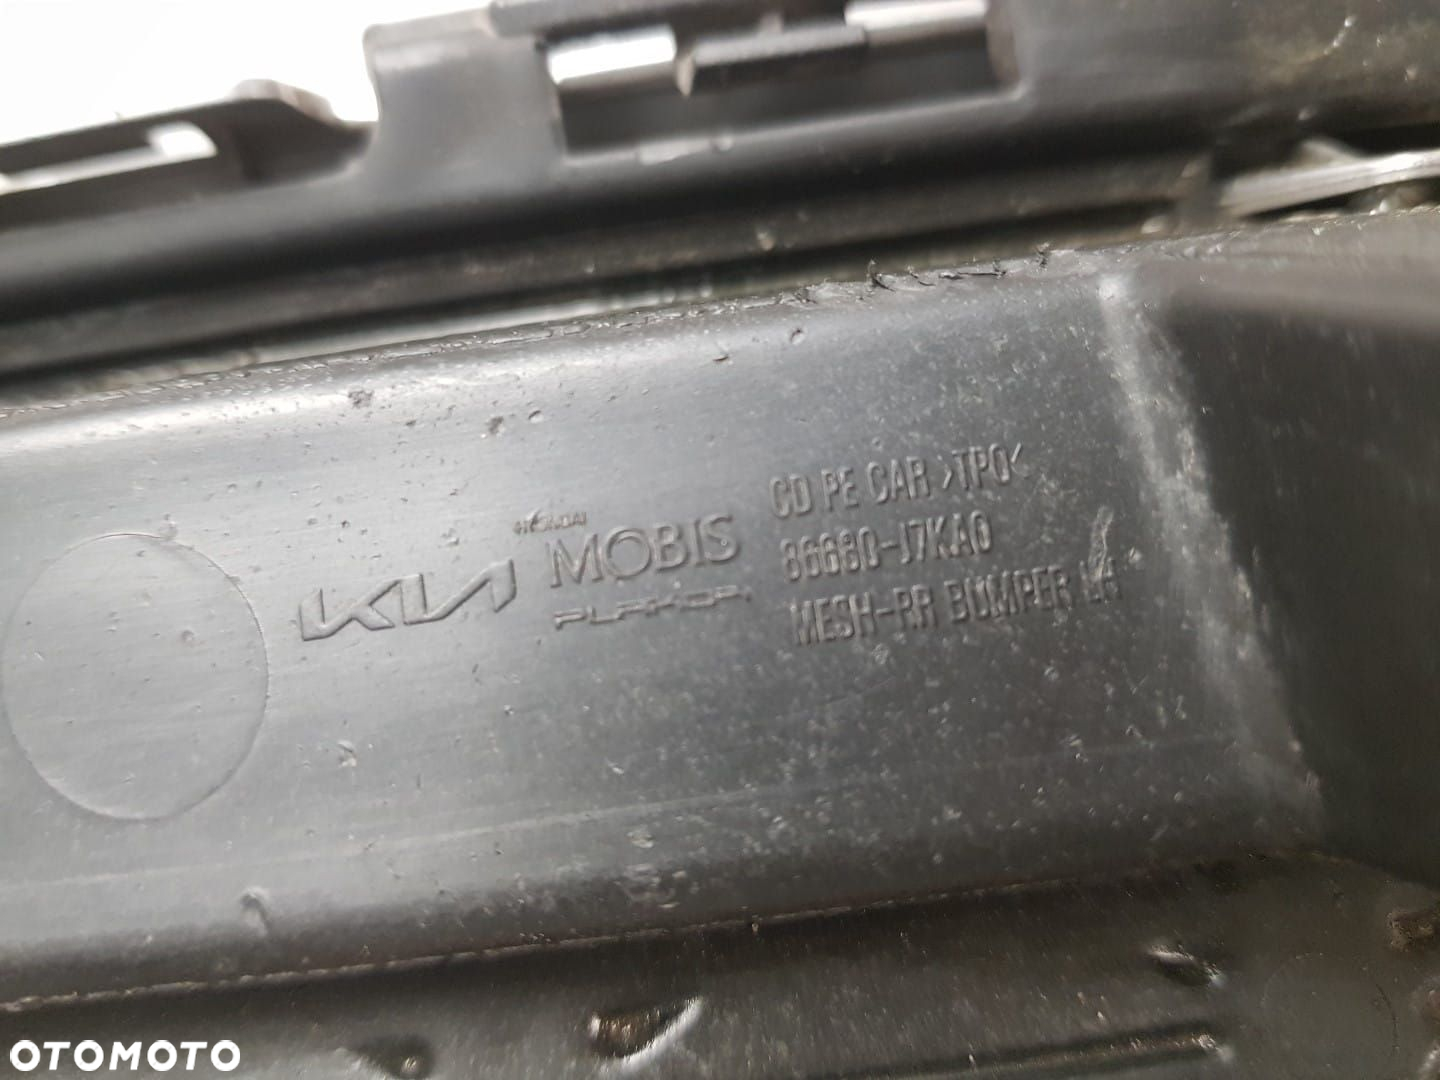 CD PE CAR >TPO<
HYUNDAI
MOBIS
86680-J7KA0
KIA
PLAKOR
MESH-RR BUMPER LH
OTOMOTO